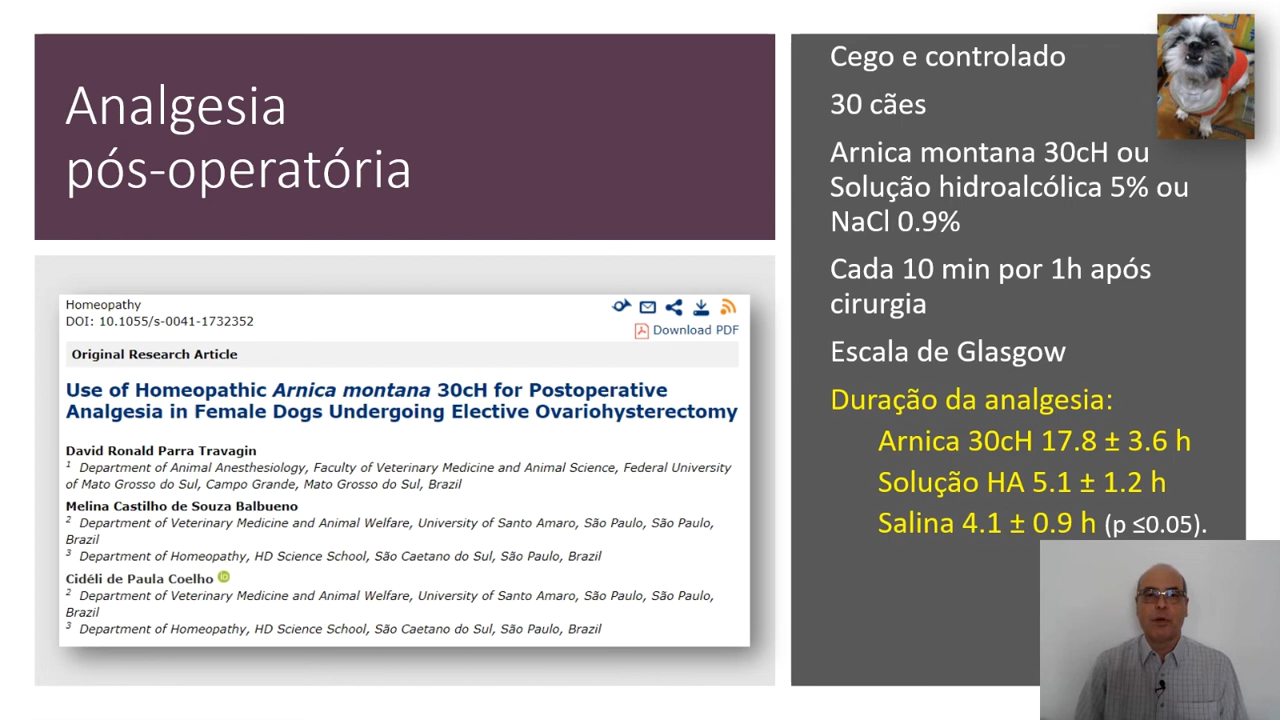 Analgesia
pós-operatória
Homeopathy
DOI: 10.1055/s-0041-1732352
Download PDF
Original Research Article
Use of Homeopathic Arnica montana 30cH for Postoperative
Analgesia in Female Dogs Undergoing Elective Ovariohysterectomy
David Ronald Parra Travagin
1 Department of Animal Anesthesiology, Faculty of Veterinary Medicine and Animal Science, Federal University
of Mato Grosso do Sul, Campo Grande, Mato Grosso do Sul, Brazil
Melina Castilho de Souza Balbueno
2 Department of Veterinary Medicine and Animal Welfare, University of Santo Amaro, São Paulo, São Paulo,
Brazil
3 Department of Homeopathy, HD Science School, São Caetano do Sul, São Paulo, Brazil
Cidéli de Paula Coelho
2 Department of Veterinary Medicine and Animal Welfare, University of Santo Amaro, São Paulo, São Paulo,
Brazil
3 Department of Homeopathy, HD Science School, São Caetano do Sul, São Paulo, Brazil
Cego e controlado
30 cães
Arnica montana 30cH ou
Solução hidroalcólica 5% ou
NaCl 0.9%
Cada 10 min por 1h após
cirurgia
Escala de Glasgow
Duração da analgesia:
Arnica 30cH 17.8 ± 3.6 h
Solução HA 5.1 ± 1.2 h
Salina 4.1 ± 0.9 h (p ≤0.05).